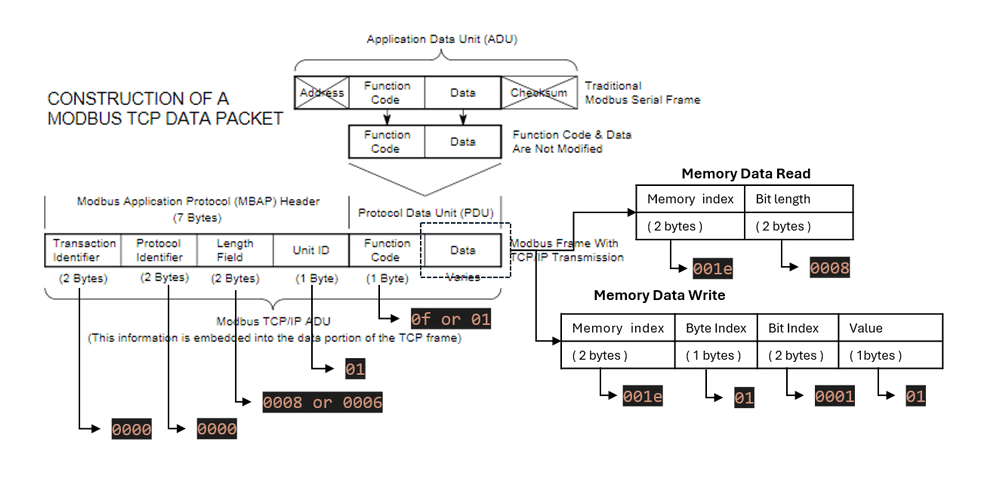 Application Data Unit (ADU)
CONSTRUCTION OF A
MODBUS TCP DATA PACKET
Address
Function
Code
Data
Checksum
Traditional
Modbus Serial Frame
Function
Code
Data
Function Code & Data
Are Not Modified
Modbus Application Protocol (MBAP) Header
(7 Bytes)
Protocol Data Unit (PDU)
Transaction
Identifier
Protocol
Identifier
Length
Field
Unit ID
Function
Code
Data
Modbus Frame With
TCP/IP Transmission
(2 Bytes)
(2 Bytes)
(2 Bytes)
(1 Byte)
(1 Byte)
Varies
Modbus TCP/IP ADU
(This information is embedded into the data portion of the TCP frame)
0f or 01
01
0008 or 0006
0000
0000
Memory Data Read
Memory index
Bit length
( 2 bytes )
( 2 bytes )
001e
0008
Memory Data Write
Memory index
Byte Index
Bit Index
Value
( 2 bytes )
( 1 bytes )
( 2 bytes )
( 1bytes )
001e
01
0001
01